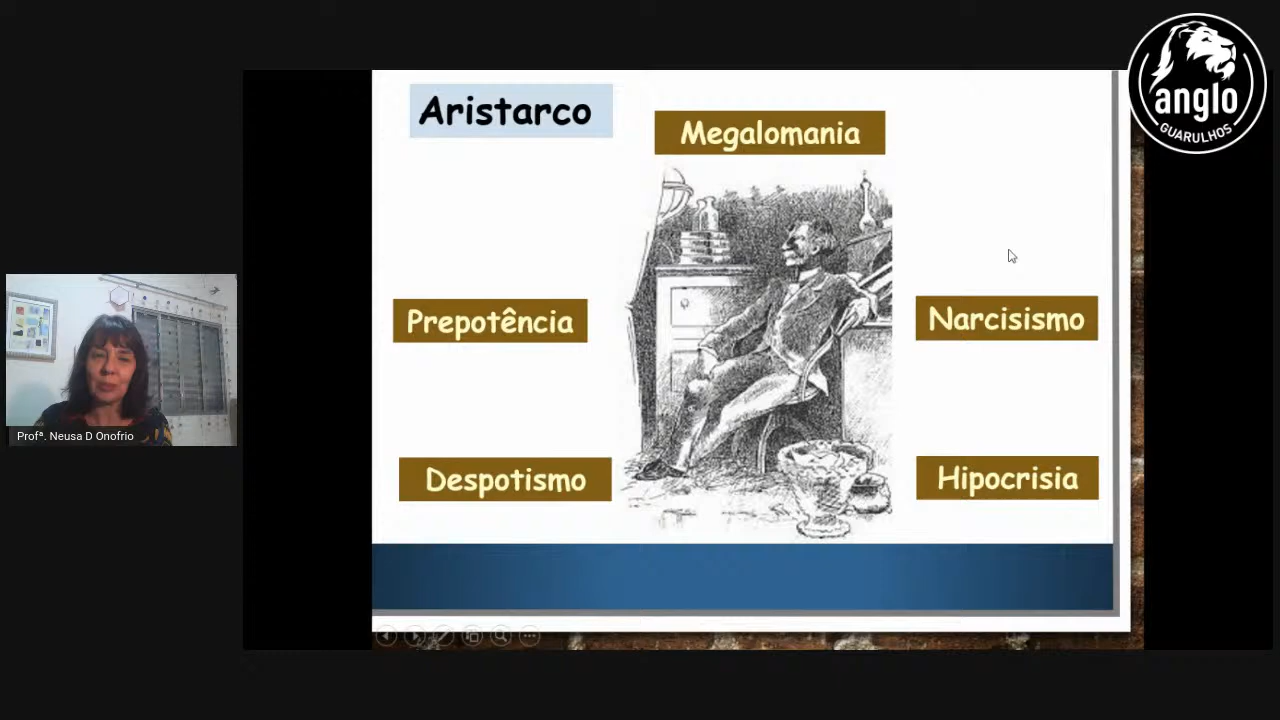 Aristarco
Megalomania
anglo
GUARULHOS
Prepotência
Narcisismo
Profª. Neusa D Onofrio
Despotismo
Hipocrisia